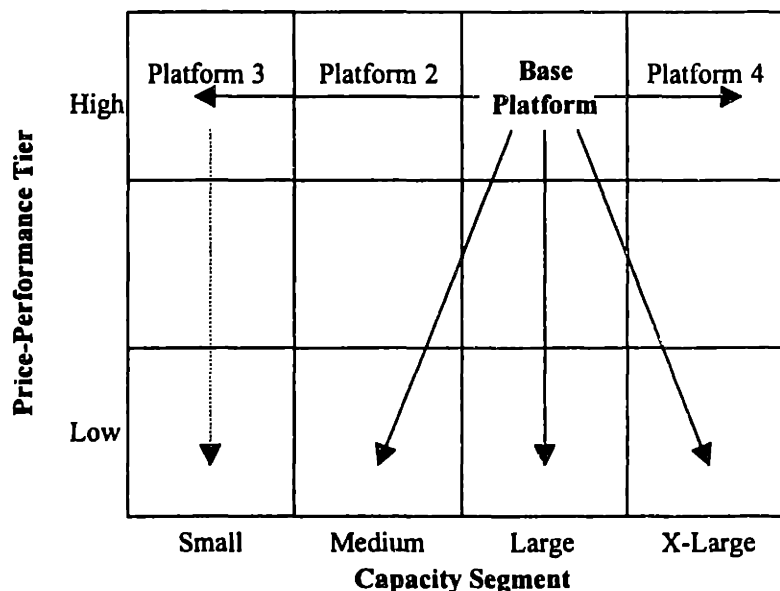 Price-Performance Tier
High
Low
Platform 3
Platform 2
Base
Platform
Platform 4
Small
Medium
Large
X-Large
Capacity Segment